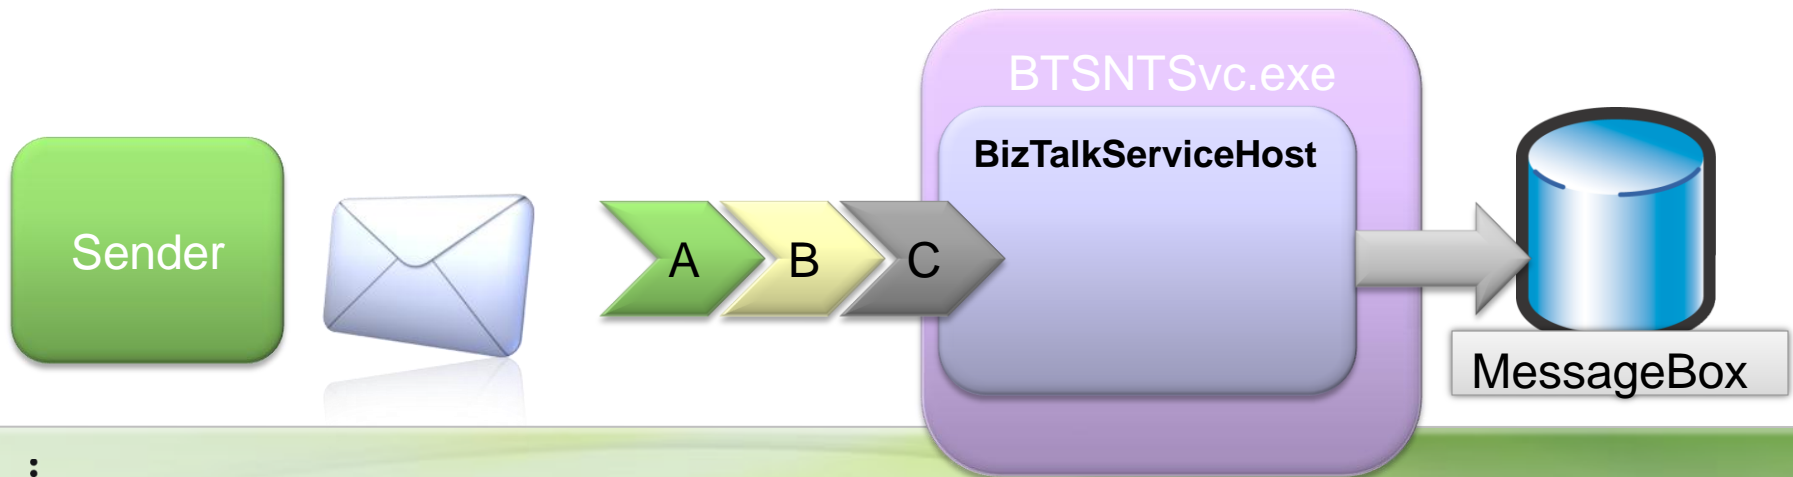 BTSNTSvc.exe
BizTalkServiceHost
Sender
A
B
C
MessageBox